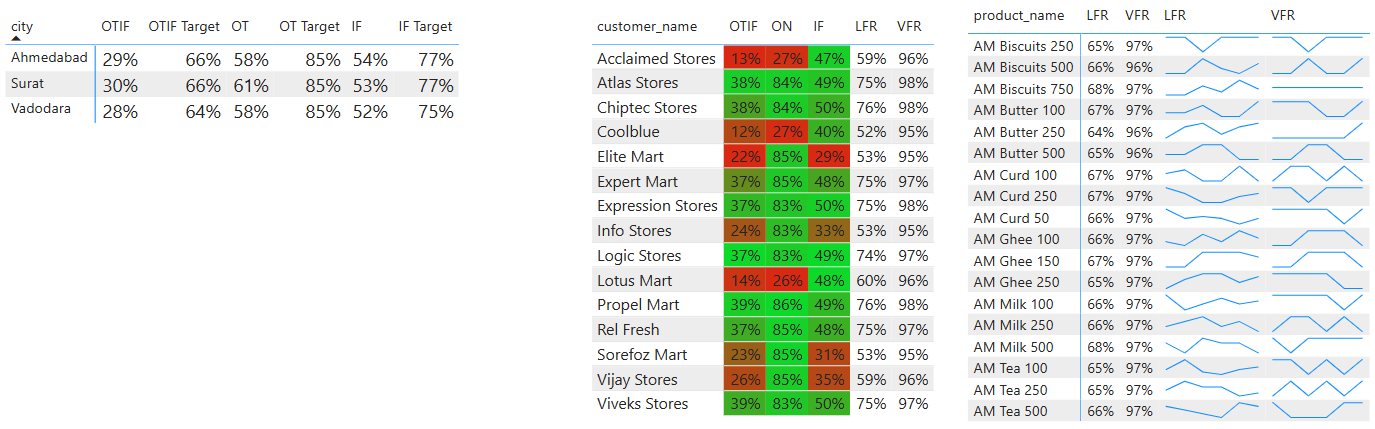 city OTIF OTIF Target OT OT Target IF IF Target
Ahmedabad 29% 66% 58% 85% 54% 77%
Surat 30% 66% 61% 85% 53% 77%
Vadodara 28% 64% 58% 85% 52% 75%
customer_name OTIF ON IF LFR VFR
Acclaimed Stores 13% 27% 47% 59% 96%
Atlas Stores 38% 84% 49% 75% 98%
Chiptec Stores 38% 84% 50% 76% 98%
Coolblue 12% 27% 40% 52% 95%
Elite Mart 22% 85% 29% 53% 95%
Expert Mart 37% 85% 48% 75% 97%
Expression Stores 37% 83% 50% 75% 98%
Info Stores 24% 83% 33% 53% 95%
Logic Stores 37% 83% 49% 74% 97%
Lotus Mart 14% 26% 48% 60% 96%
Propel Mart 39% 86% 49% 76% 98%
Rel Fresh 37% 85% 48% 75% 97%
Sorefoz Mart 23% 85% 31% 53% 95%
Vijay Stores 26% 85% 35% 59% 96%
Viveks Stores 39% 83% 50% 75% 97%
product_name LFR VFR LFR VFR
AM Biscuits 250 65% 97%
AM Biscuits 500 66% 96%
AM Biscuits 750 68% 97%
AM Butter 100 67% 97%
AM Butter 250 64% 96%
AM Butter 500 65% 96%
AM Curd 100 67% 97%
AM Curd 250 67% 97%
AM Curd 50 66% 97%
AM Ghee 100 66% 97%
AM Ghee 150 67% 97%
AM Ghee 250 65% 97%
AM Milk 100 66% 97%
AM Milk 250 66% 97%
AM Milk 500 68% 97%
AM Tea 100 65% 97%
AM Tea 250 65% 97%
AM Tea 500 66% 97%